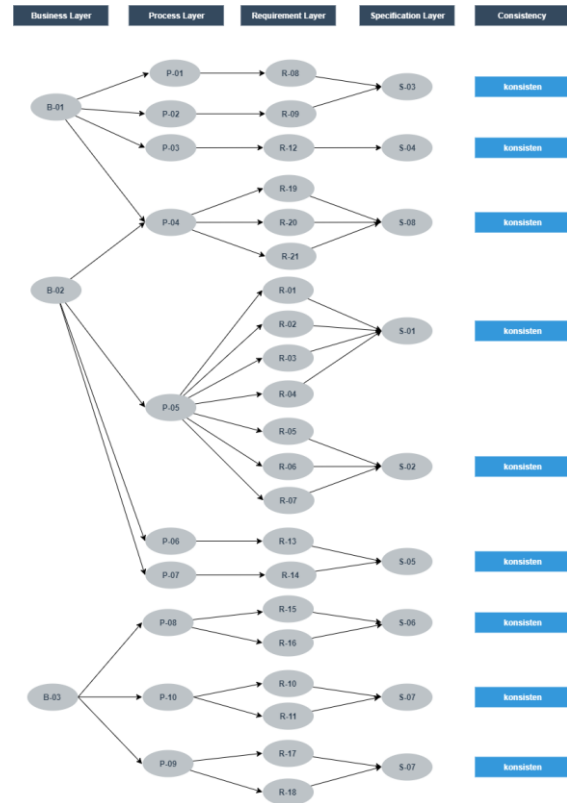 Business Layer
Process Layer
Requirement Layer
Specification Layer
Consistency
P-01
R-08
S-03
konsisten
B-01
P-02
R-09
P-03
R-12
S-04
konsisten
R-19
P-04
R-20
S-08
konsisten
R-21
B-02
R-01
R-02
S-01
konsisten
R-03
R-04
P-05
R-05
R-06
S-02
konsisten
R-07
P-06
R-13
S-05
konsisten
P-07
R-14
P-08
R-15
S-06
konsisten
R-16
B-03
P-10
R-10
S-07
konsisten
R-11
P-09
R-17
S-07
konsisten
R-18